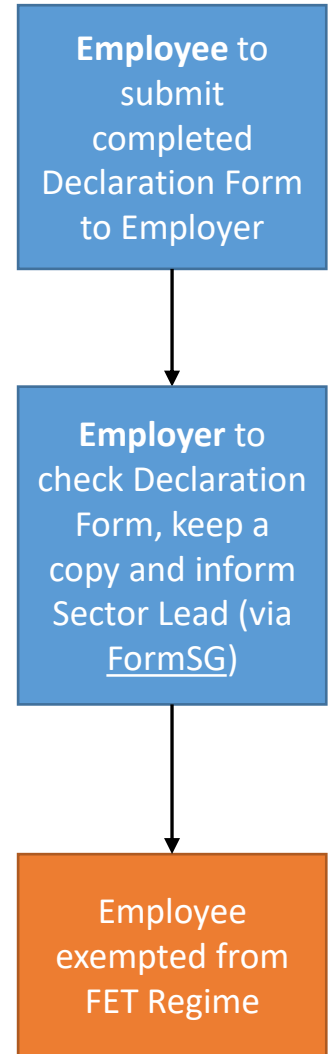 Employee to
submit
completed
Declaration Form
to Employer
Employer to
check Declaration
Form, keep a
copy and inform
Sector Lead (via
FormSG)
Employee
exempted from
FET Regime